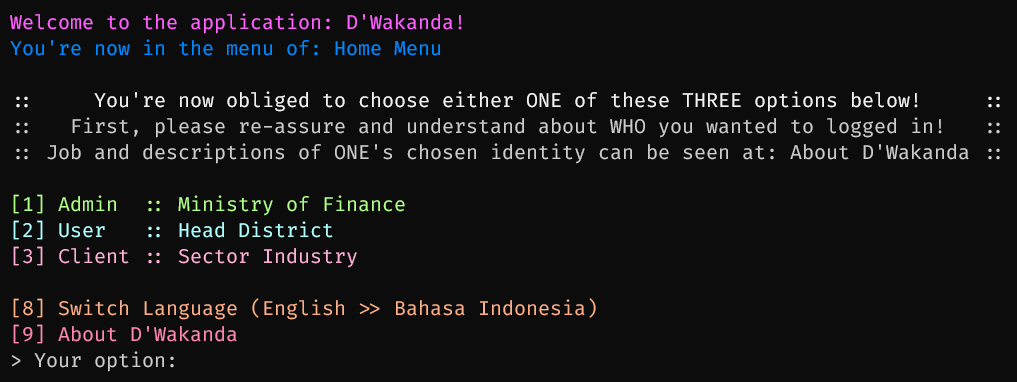 Welcome to the application: D'Wakanda!
You're now in the menu of: Home Menu
:: You're now obliged to choose either ONE of these THREE options below! ::
:: First, please re-assure and understand about WHO you wanted to logged in! ::
:: Job and descriptions of ONE's chosen identity can be seen at: About D'Wakanda ::
[1] Admin :: Ministry of Finance
[2] User :: Head District
[3] Client :: Sector Industry
[8] Switch Language (English >> Bahasa Indonesia)
[9] About D'Wakanda
> Your option: